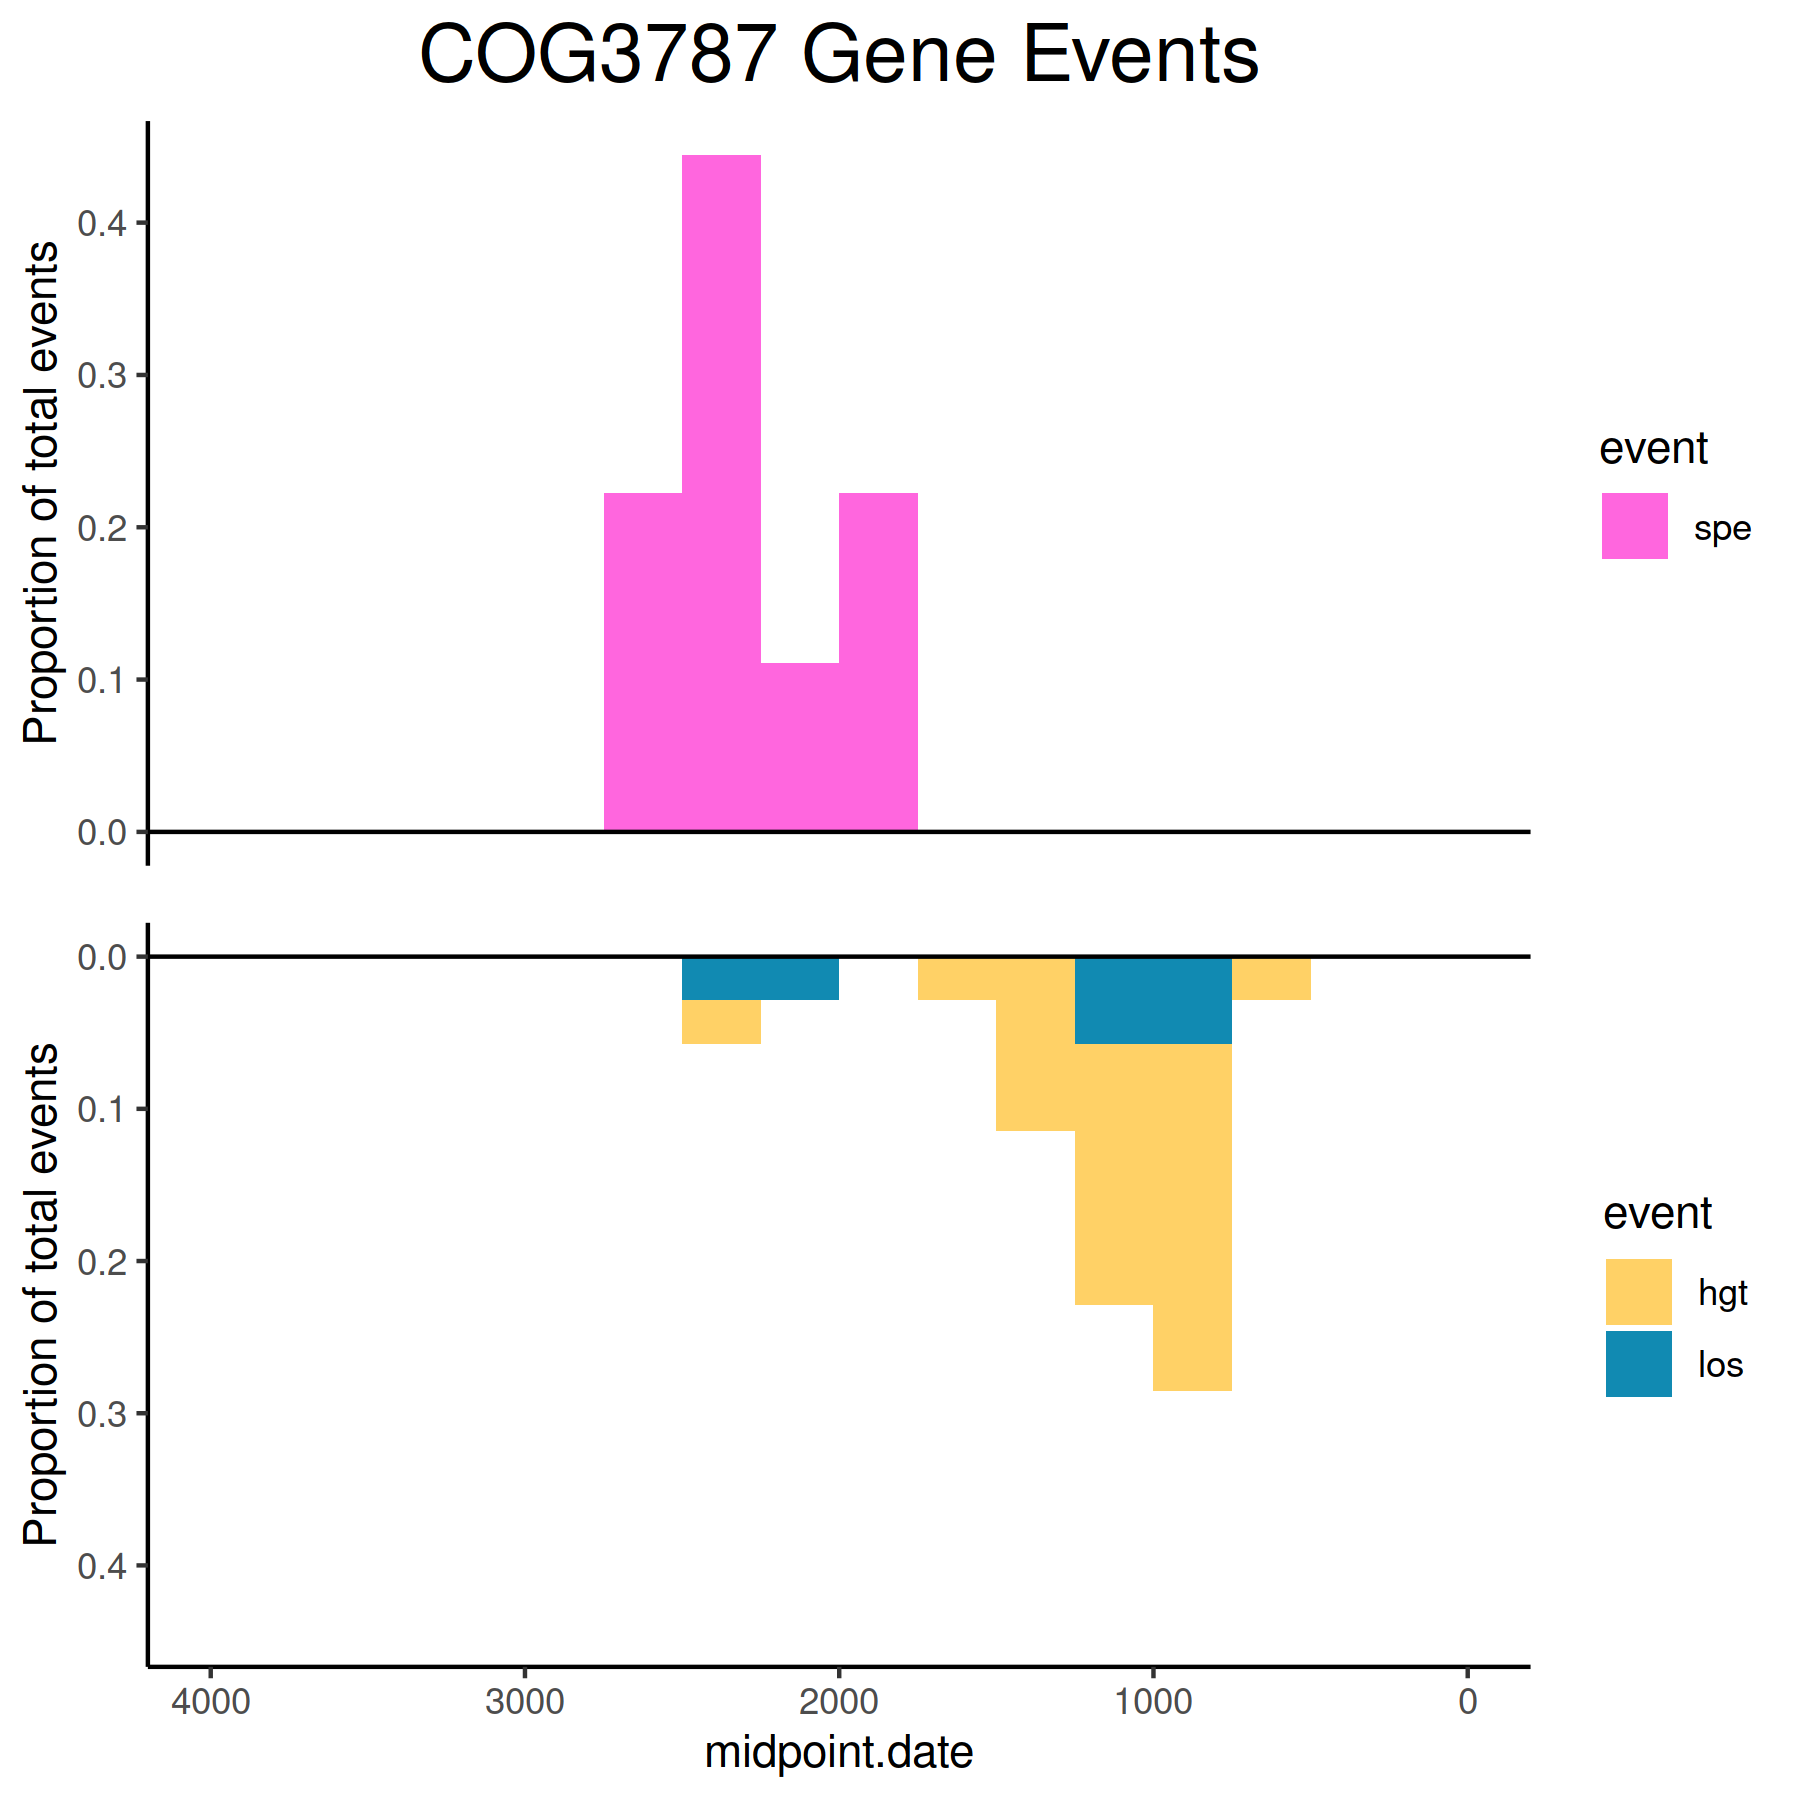 COG3787 Gene Events
Proportion of total events
0.4
0.3
0.2
0.1
0.0
event
spe
Proportion of total events
0.0
0.1
0.2
0.3
0.4
event
hgt
los
4000 3000 2000 1000 0
midpoint.date